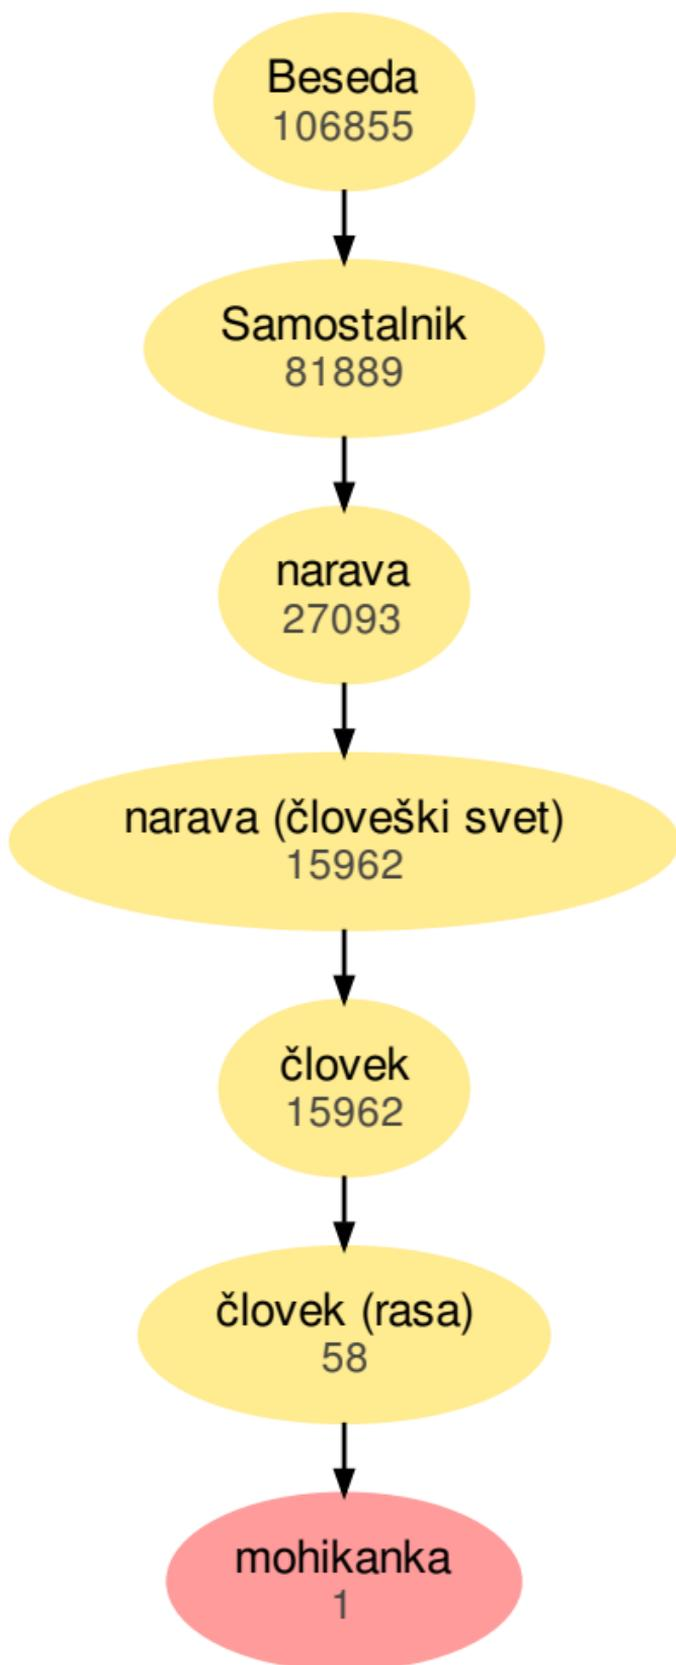 Beseda
106855
Samostalnik
81889
narava
27093
narava (človeški svet)
15962
človek
15962
človek (rasa)
58
mohikanka
1